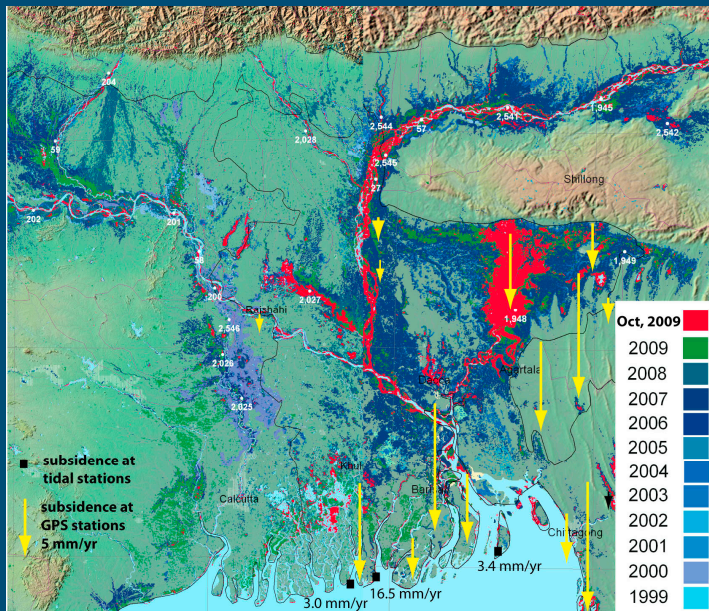 204
2,028
2,544
57
2,541
1,945
2,542
59
2,545
27
Shillong
202
201
58
1,949
200
2,027
Rajshahi
2,546
1,948
2,026
Agartala
2,025
Khul
Calcutta
Chittagong
subsidence at
tidal stations
subsidence at
GPS stations
5 mm/yr
3.0 mm/yr
16.5 mm/yr
3.4 mm/yr
Oct, 2009
2009
2008
2007
2006
2005
2004
2003
2002
2001
2000
1999